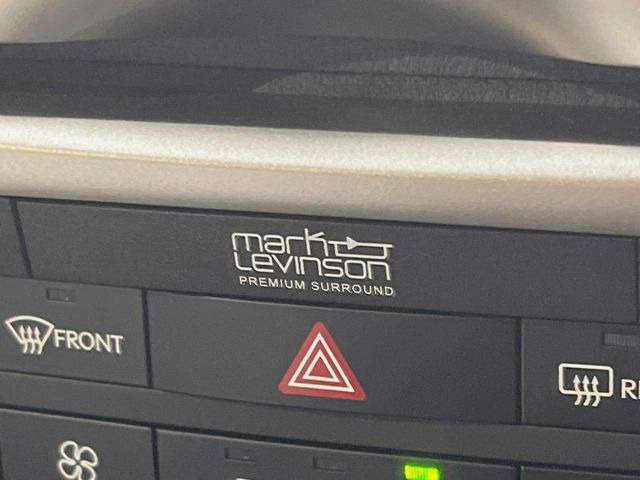 mark
Levinson
PREMIUM SURROUND
FRONT